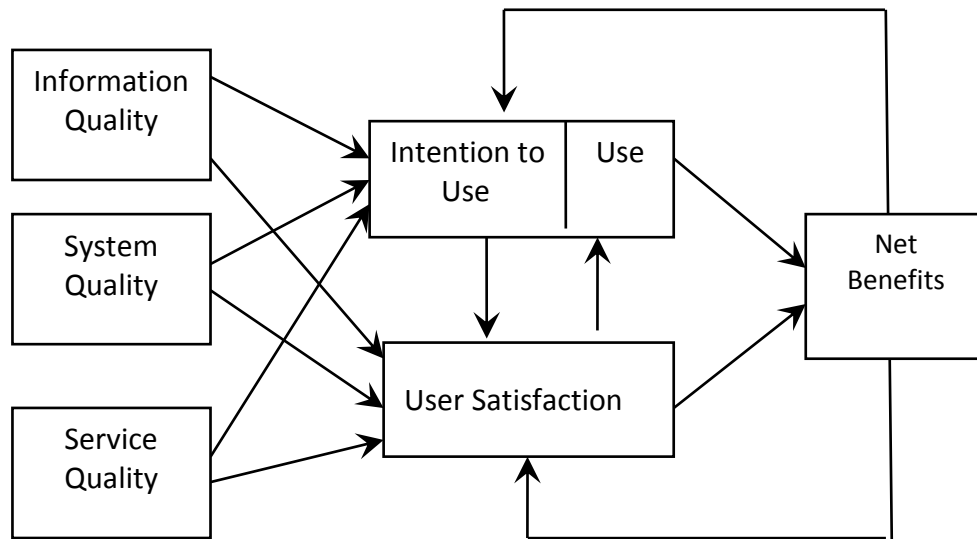 Information
Quality
System
Quality
Service
Quality
Intention to
Use
Use
User Satisfaction
Net
Benefits